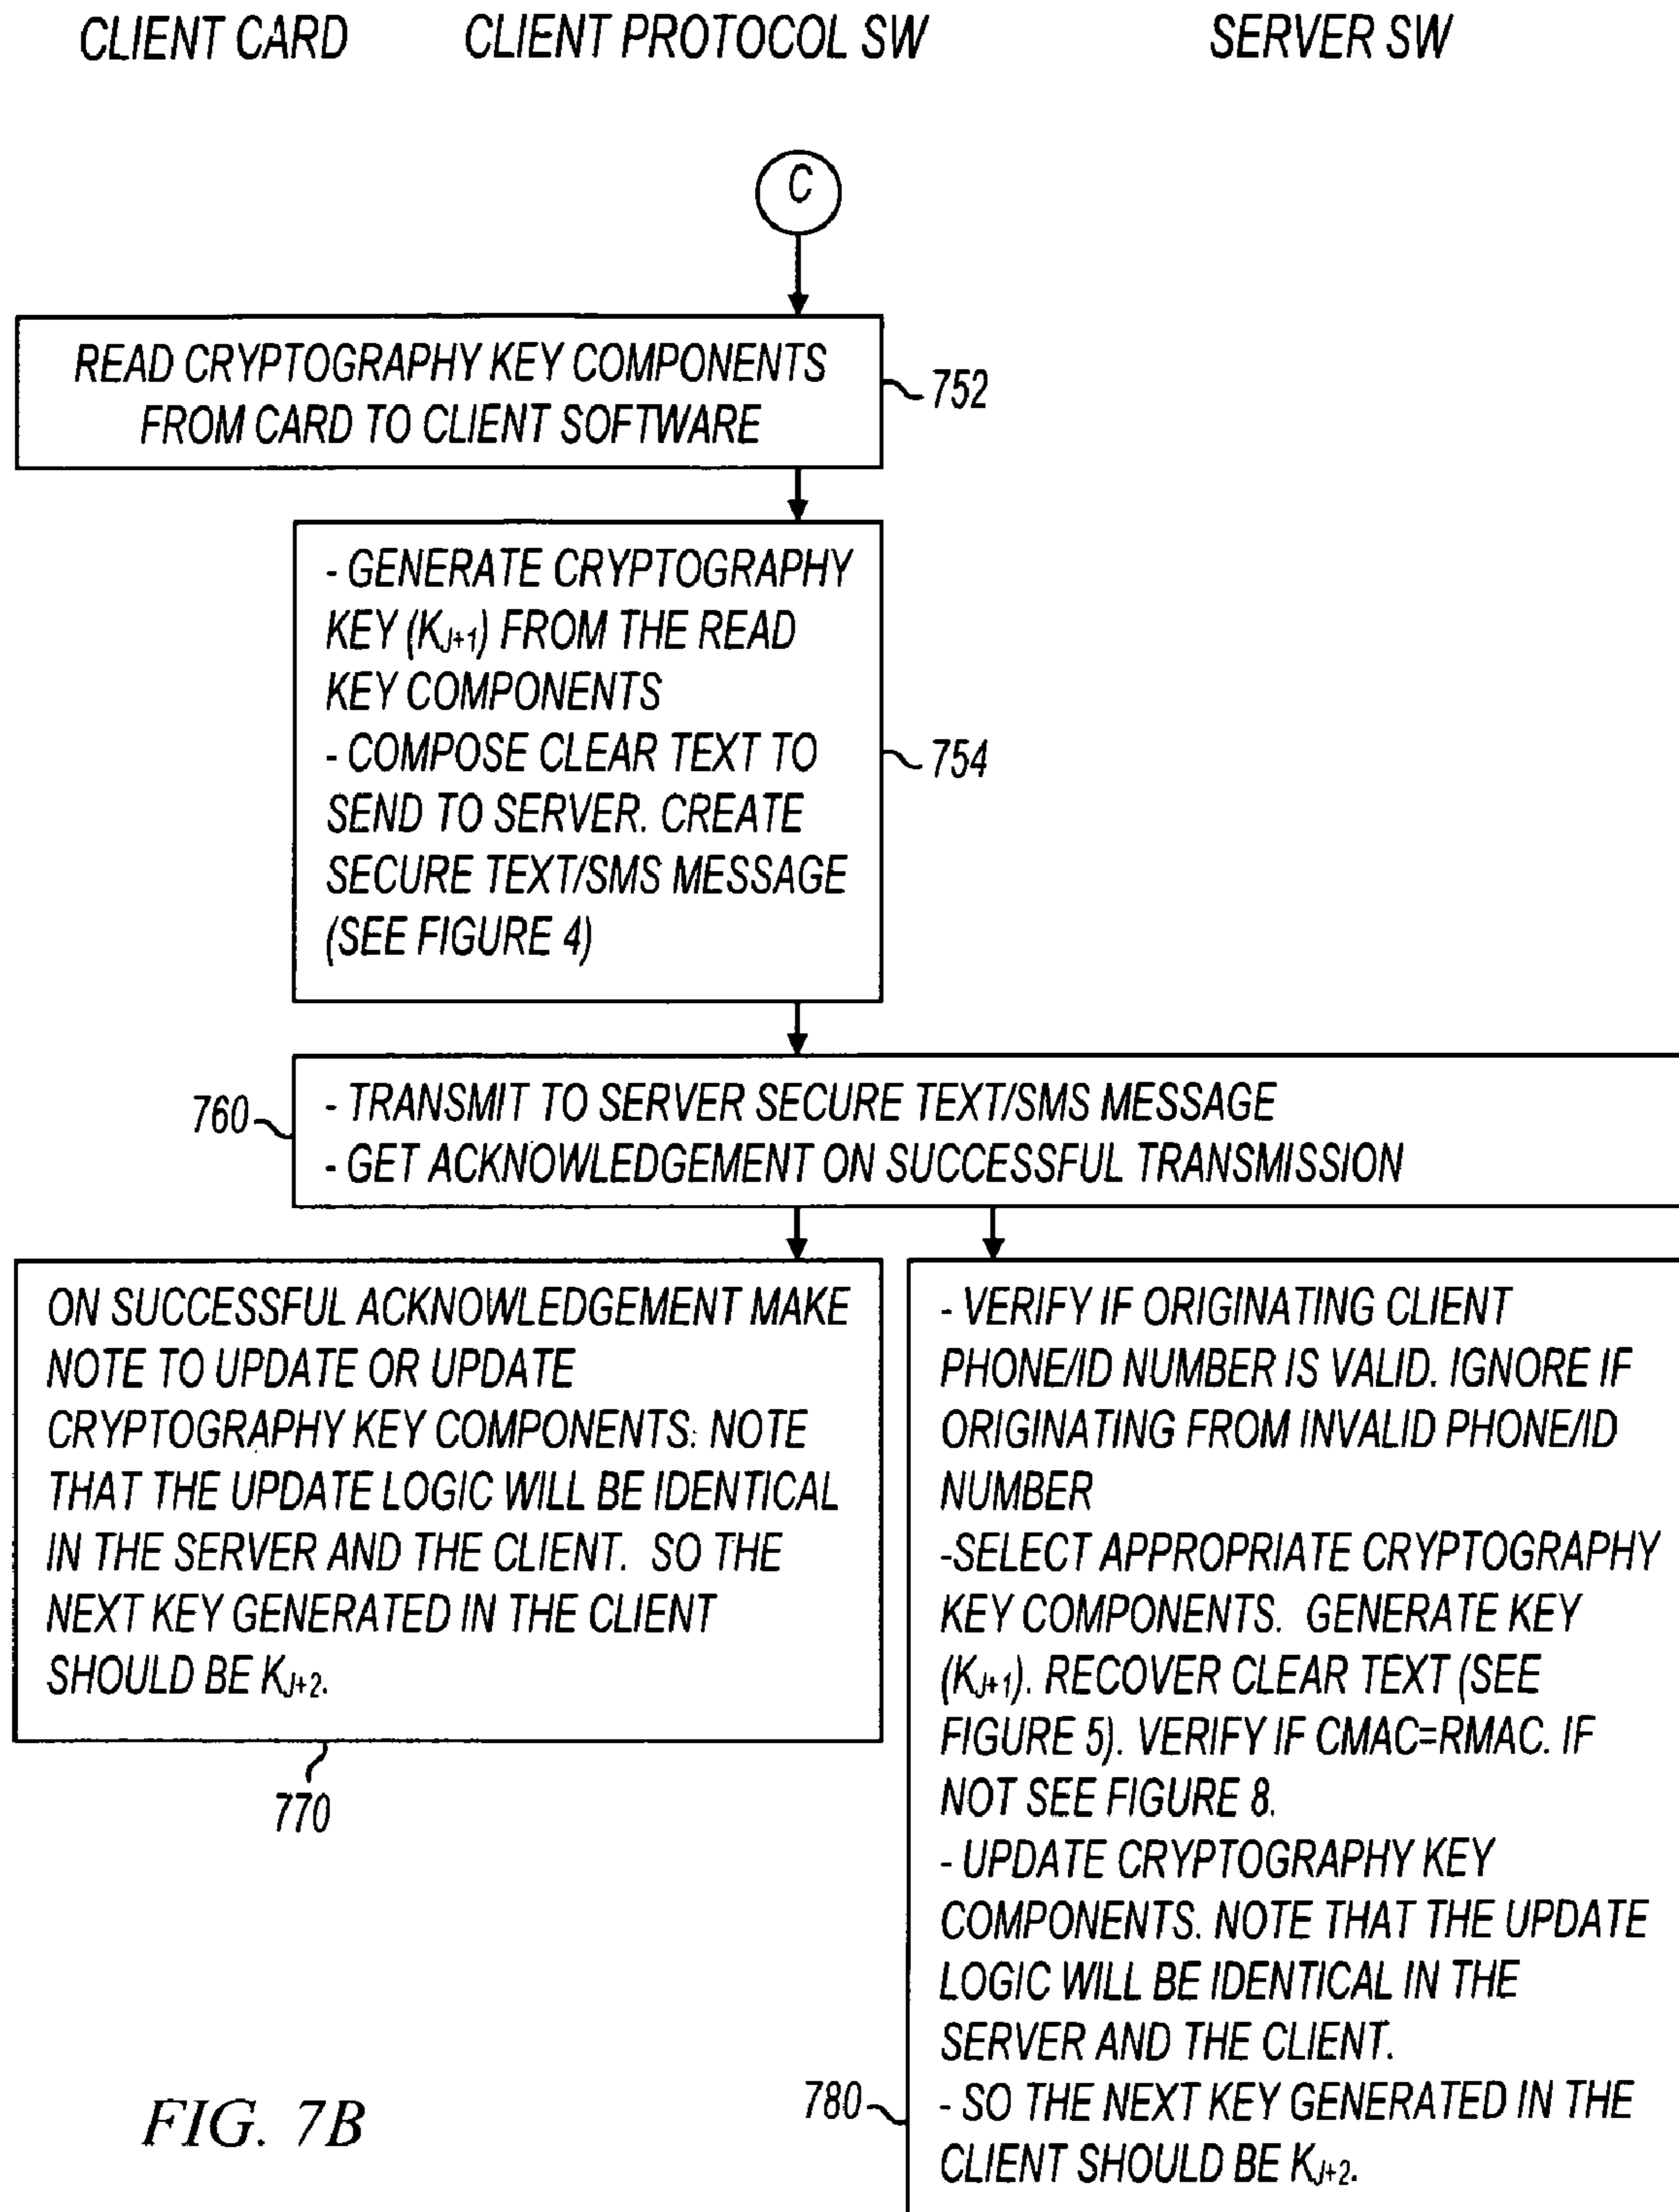 CLIENT CARD CLIENT PROTOCOL SW SERVER SW
C
READ CRYPTOGRAPHY KEY COMPONENTS
FROM CARD TO CLIENT SOFTWARE
752
- GENERATE CRYPTOGRAPHY
KEY (KJ+1) FROM THE READ
KEY COMPONENTS
- COMPOSE CLEAR TEXT TO
SEND TO SERVER. CREATE
SECURE TEXT/SMS MESSAGE
(SEE FIGURE 4)
754
760
- TRANSMIT TO SERVER SECURE TEXT/SMS MESSAGE
- GET ACKNOWLEDGEMENT ON SUCCESSFUL TRANSMISSION
ON SUCCESSFUL ACKNOWLEDGEMENT MAKE
NOTE TO UPDATE OR UPDATE
CRYPTOGRAPHY KEY COMPONENTS. NOTE
THAT THE UPDATE LOGIC WILL BE IDENTICAL
IN THE SERVER AND THE CLIENT. SO THE
NEXT KEY GENERATED IN THE CLIENT
SHOULD BE KJ+2.
770
- VERIFY IF ORIGINATING CLIENT
PHONE/ID NUMBER IS VALID. IGNORE IF
ORIGINATING FROM INVALID PHONE/ID
NUMBER
-SELECT APPROPRIATE CRYPTOGRAPHY
KEY COMPONENTS. GENERATE KEY
(KJ+1). RECOVER CLEAR TEXT (SEE
FIGURE 5). VERIFY IF CMAC=RMAC. IF
NOT SEE FIGURE 8.
- UPDATE CRYPTOGRAPHY KEY
COMPONENTS. NOTE THAT THE UPDATE
LOGIC WILL BE IDENTICAL IN THE
SERVER AND THE CLIENT.
- SO THE NEXT KEY GENERATED IN THE
CLIENT SHOULD BE KJ+2.
780
FIG. 7B